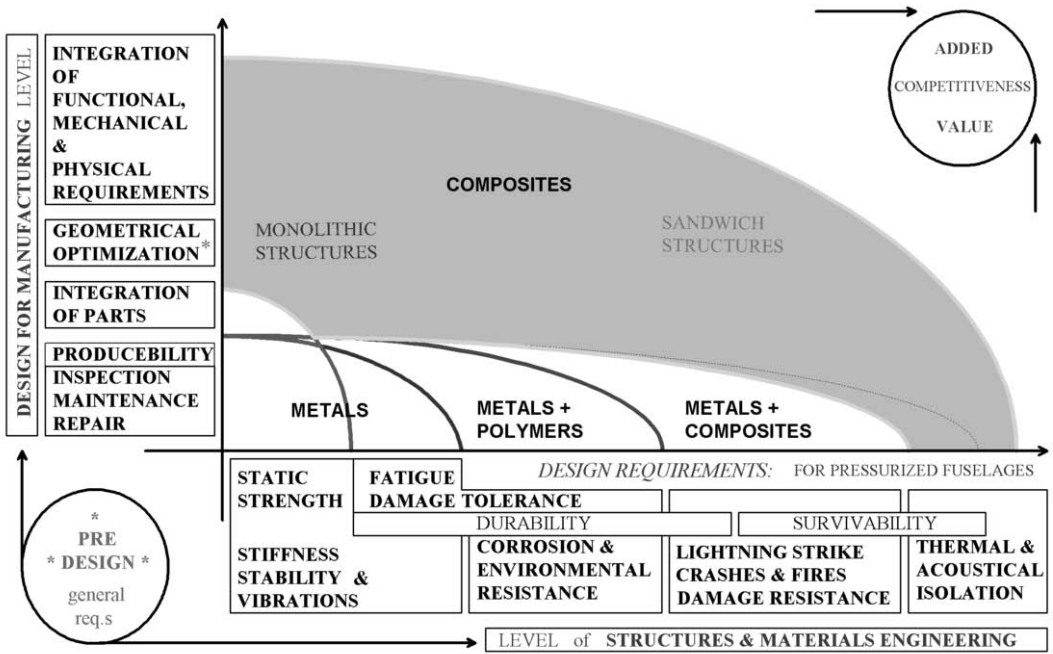 DESIGN FOR MANUFACTURING LEVEL
INTEGRATION
OF
FUNCTIONAL,
MECHANICAL
&
PHYSICAL
REQUIREMENTS
GEOMETRICAL
OPTIMIZATION*
INTEGRATION
OF PARTS
PRODUCEBILITY
INSPECTION
MAINTENANCE
REPAIR
ADDED
COMPETITIVENESS
VALUE
COMPOSITES
MONOLITHIC
STRUCTURES
SANDWICH
STRUCTURES
METALS
METALS +
POLYMERS
METALS +
COMPOSITES
DESIGN REQUIREMENTS: FOR PRESSURIZED FUSELAGES
STATIC
STRENGTH
FATIGUE
DAMAGE TOLERANCE
DURABILITY
SURVIVABILITY
STIFFNESS
STABILITY &
VIBRATIONS
CORROSION &
ENVIRONMENTAL
RESISTANCE
LIGHTNING STRIKE
CRASHES & FIRES
DAMAGE RESISTANCE
THERMAL &
ACOUSTICAL
ISOLATION
*
PRE
* DESIGN *
general
req.s
LEVEL of STRUCTURES & MATERIALS ENGINEERING